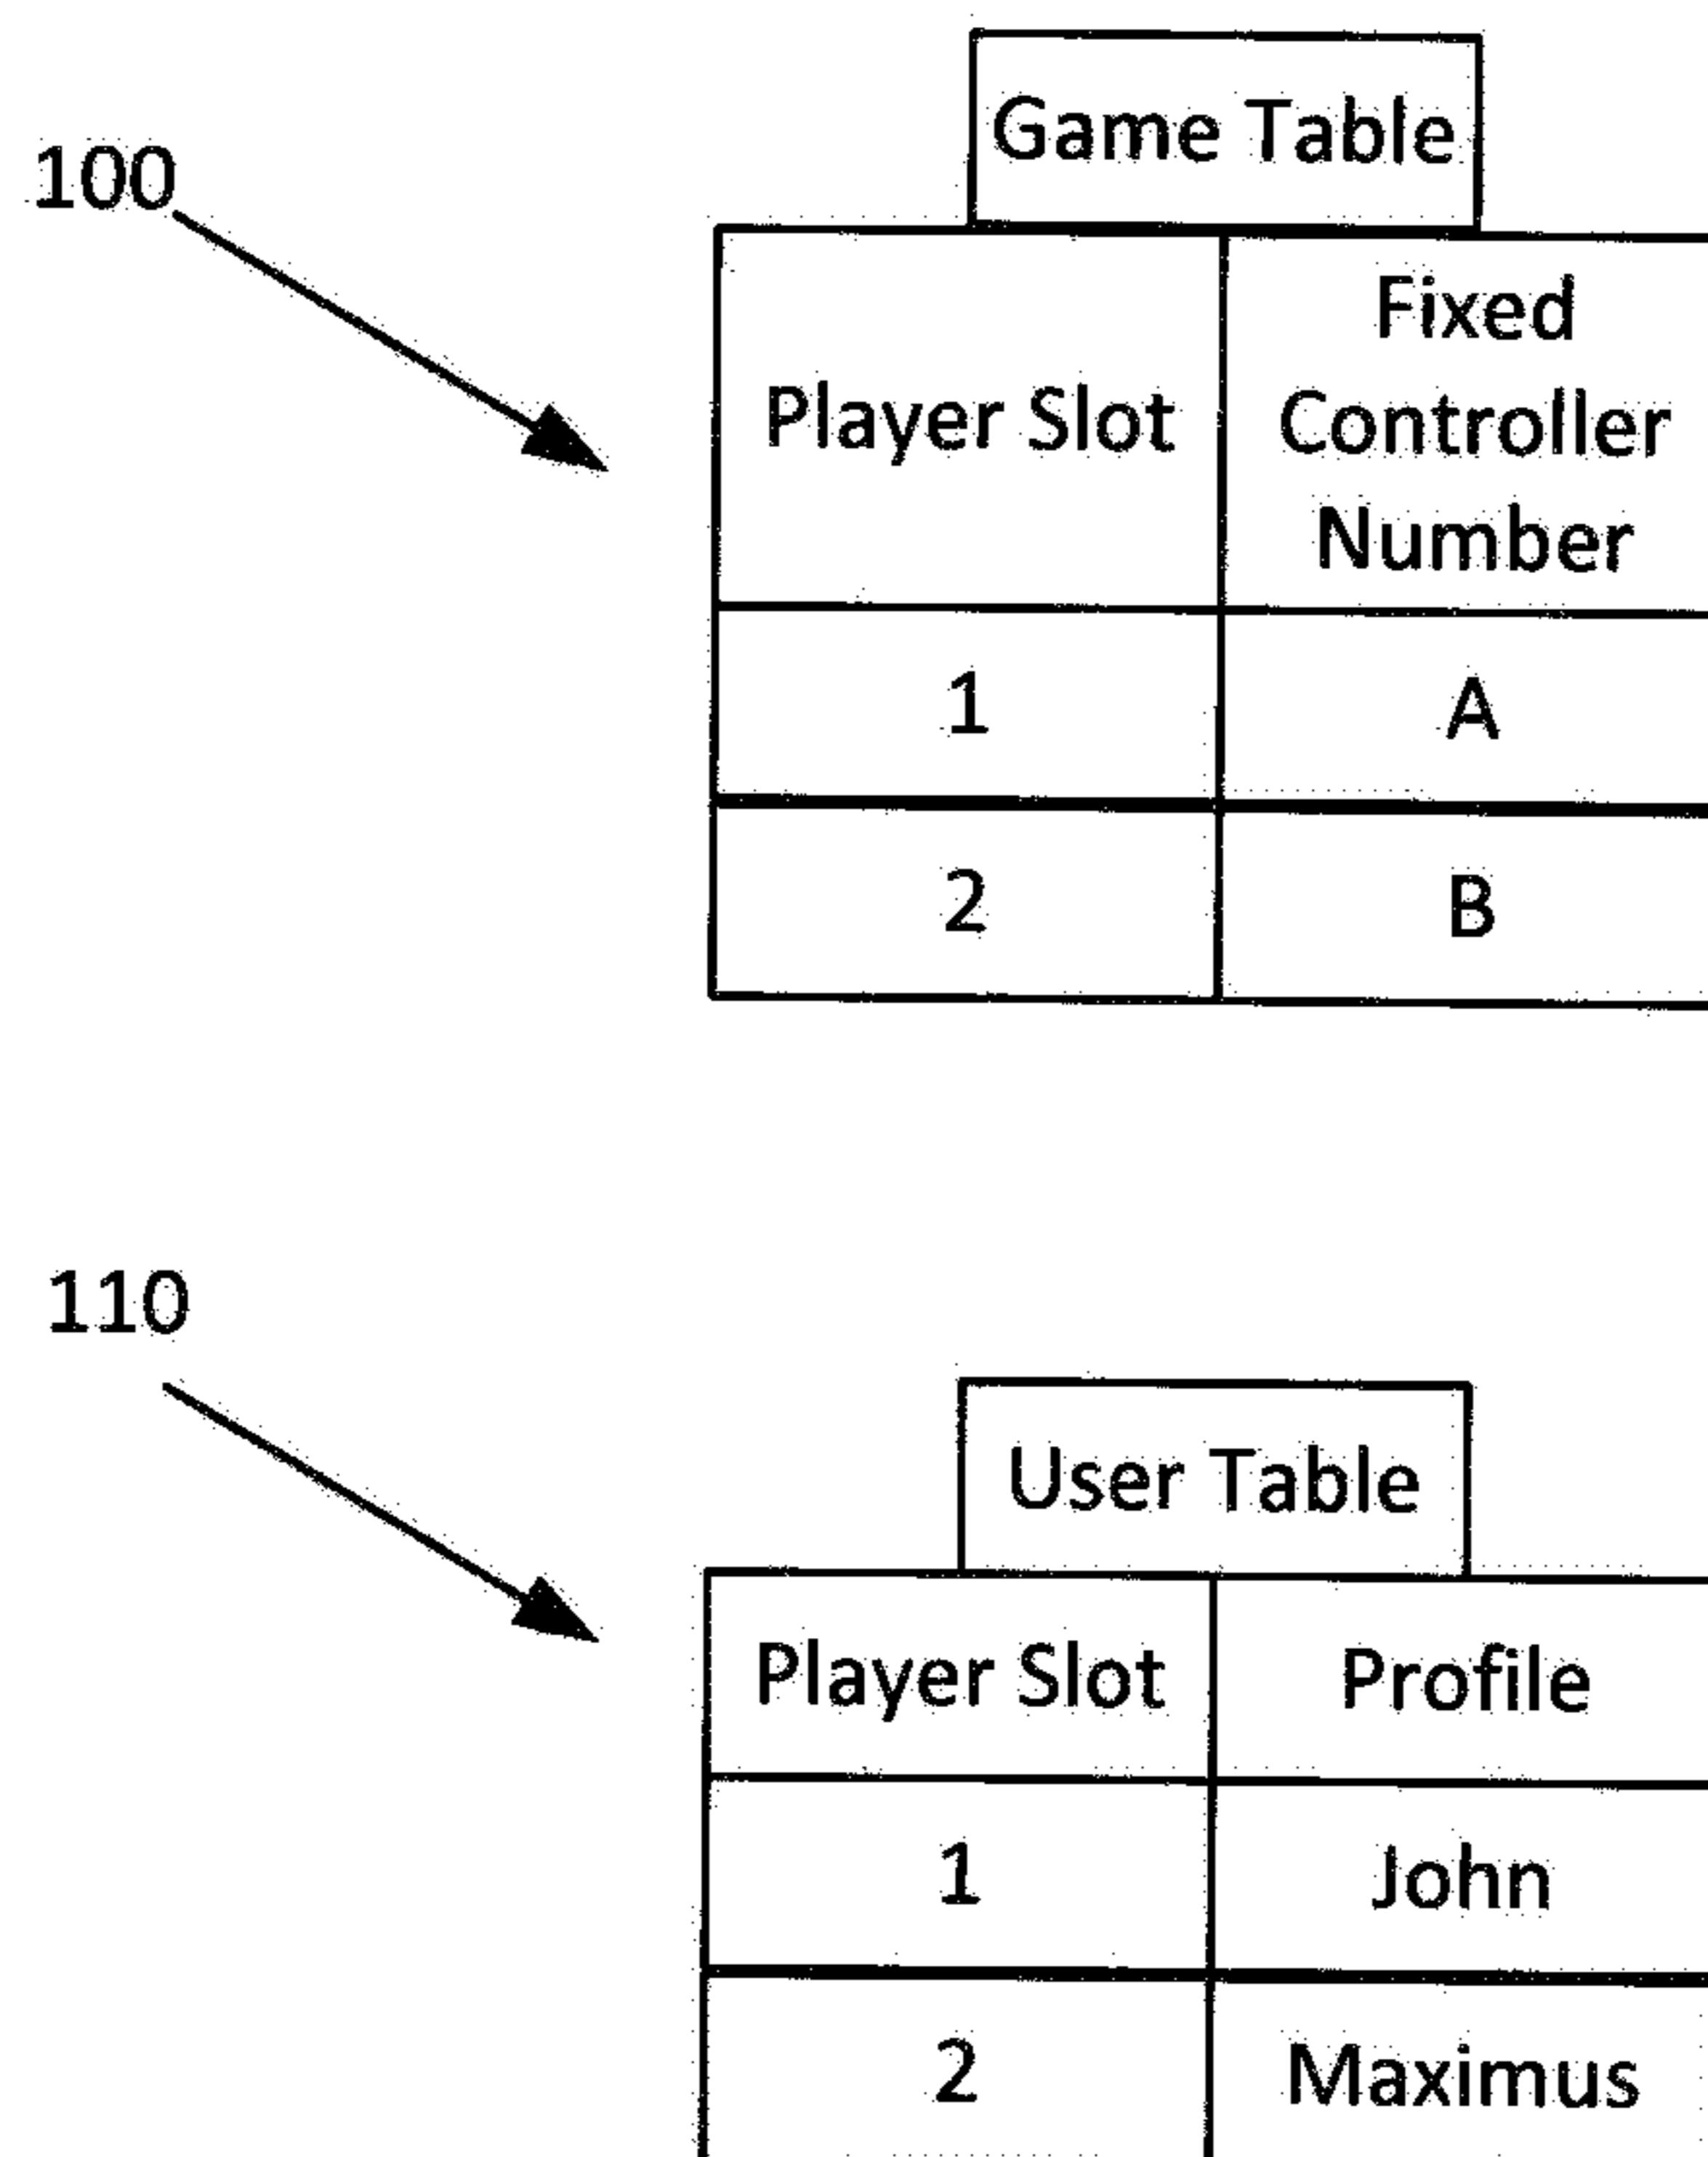 100
Game Table
Player Slot
Fixed
Controller
Number
1
A
2
B
110
User Table
Player Slot
Profile
1
John
2
Maximus